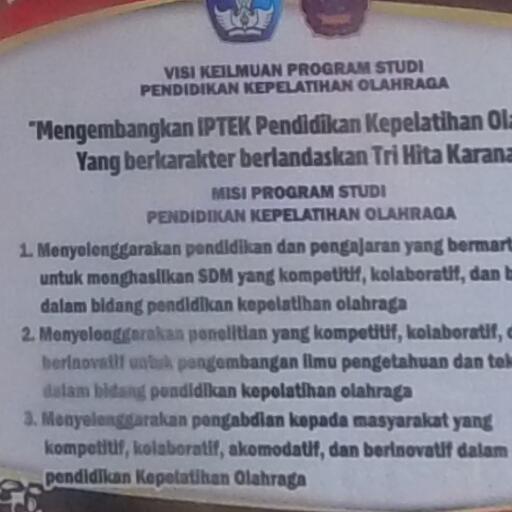 VISI KEILMUAN PROGRAM STUDI
PENDIDIKAN KEPELATIHAN OLAHRAGA
"Mengembangkan IPTEK Pendidikan Kepelatihan Ola
Yang berkarakter berlandaskan Tri Hita Karana
MISI PROGRAM STUDI
PENDIDIKAN KEPELATIHAN OLAHRAGA
1. Menyelenggarakan pendidikan dan pengajaran yang bermart
untuk menghasilkan SDM yang kompetitif, kolaboratif, dan b
dalam bidang pendidikan kepelatihan olahraga
2. Menyelenggarakan penelitian yang kompetitif, kolaboratif, d
berinovatif untuk pengembangan ilmu pengetahuan dan tek
dalam bidang pendidikan kepelatihan olahraga
3. Menyelenggarakan pengabdian kepada masyarakat yang
kompetitif, kolaboratif, akomodatif, dan berinovatif dalam
pendidikan Kepelatihan Olahraga